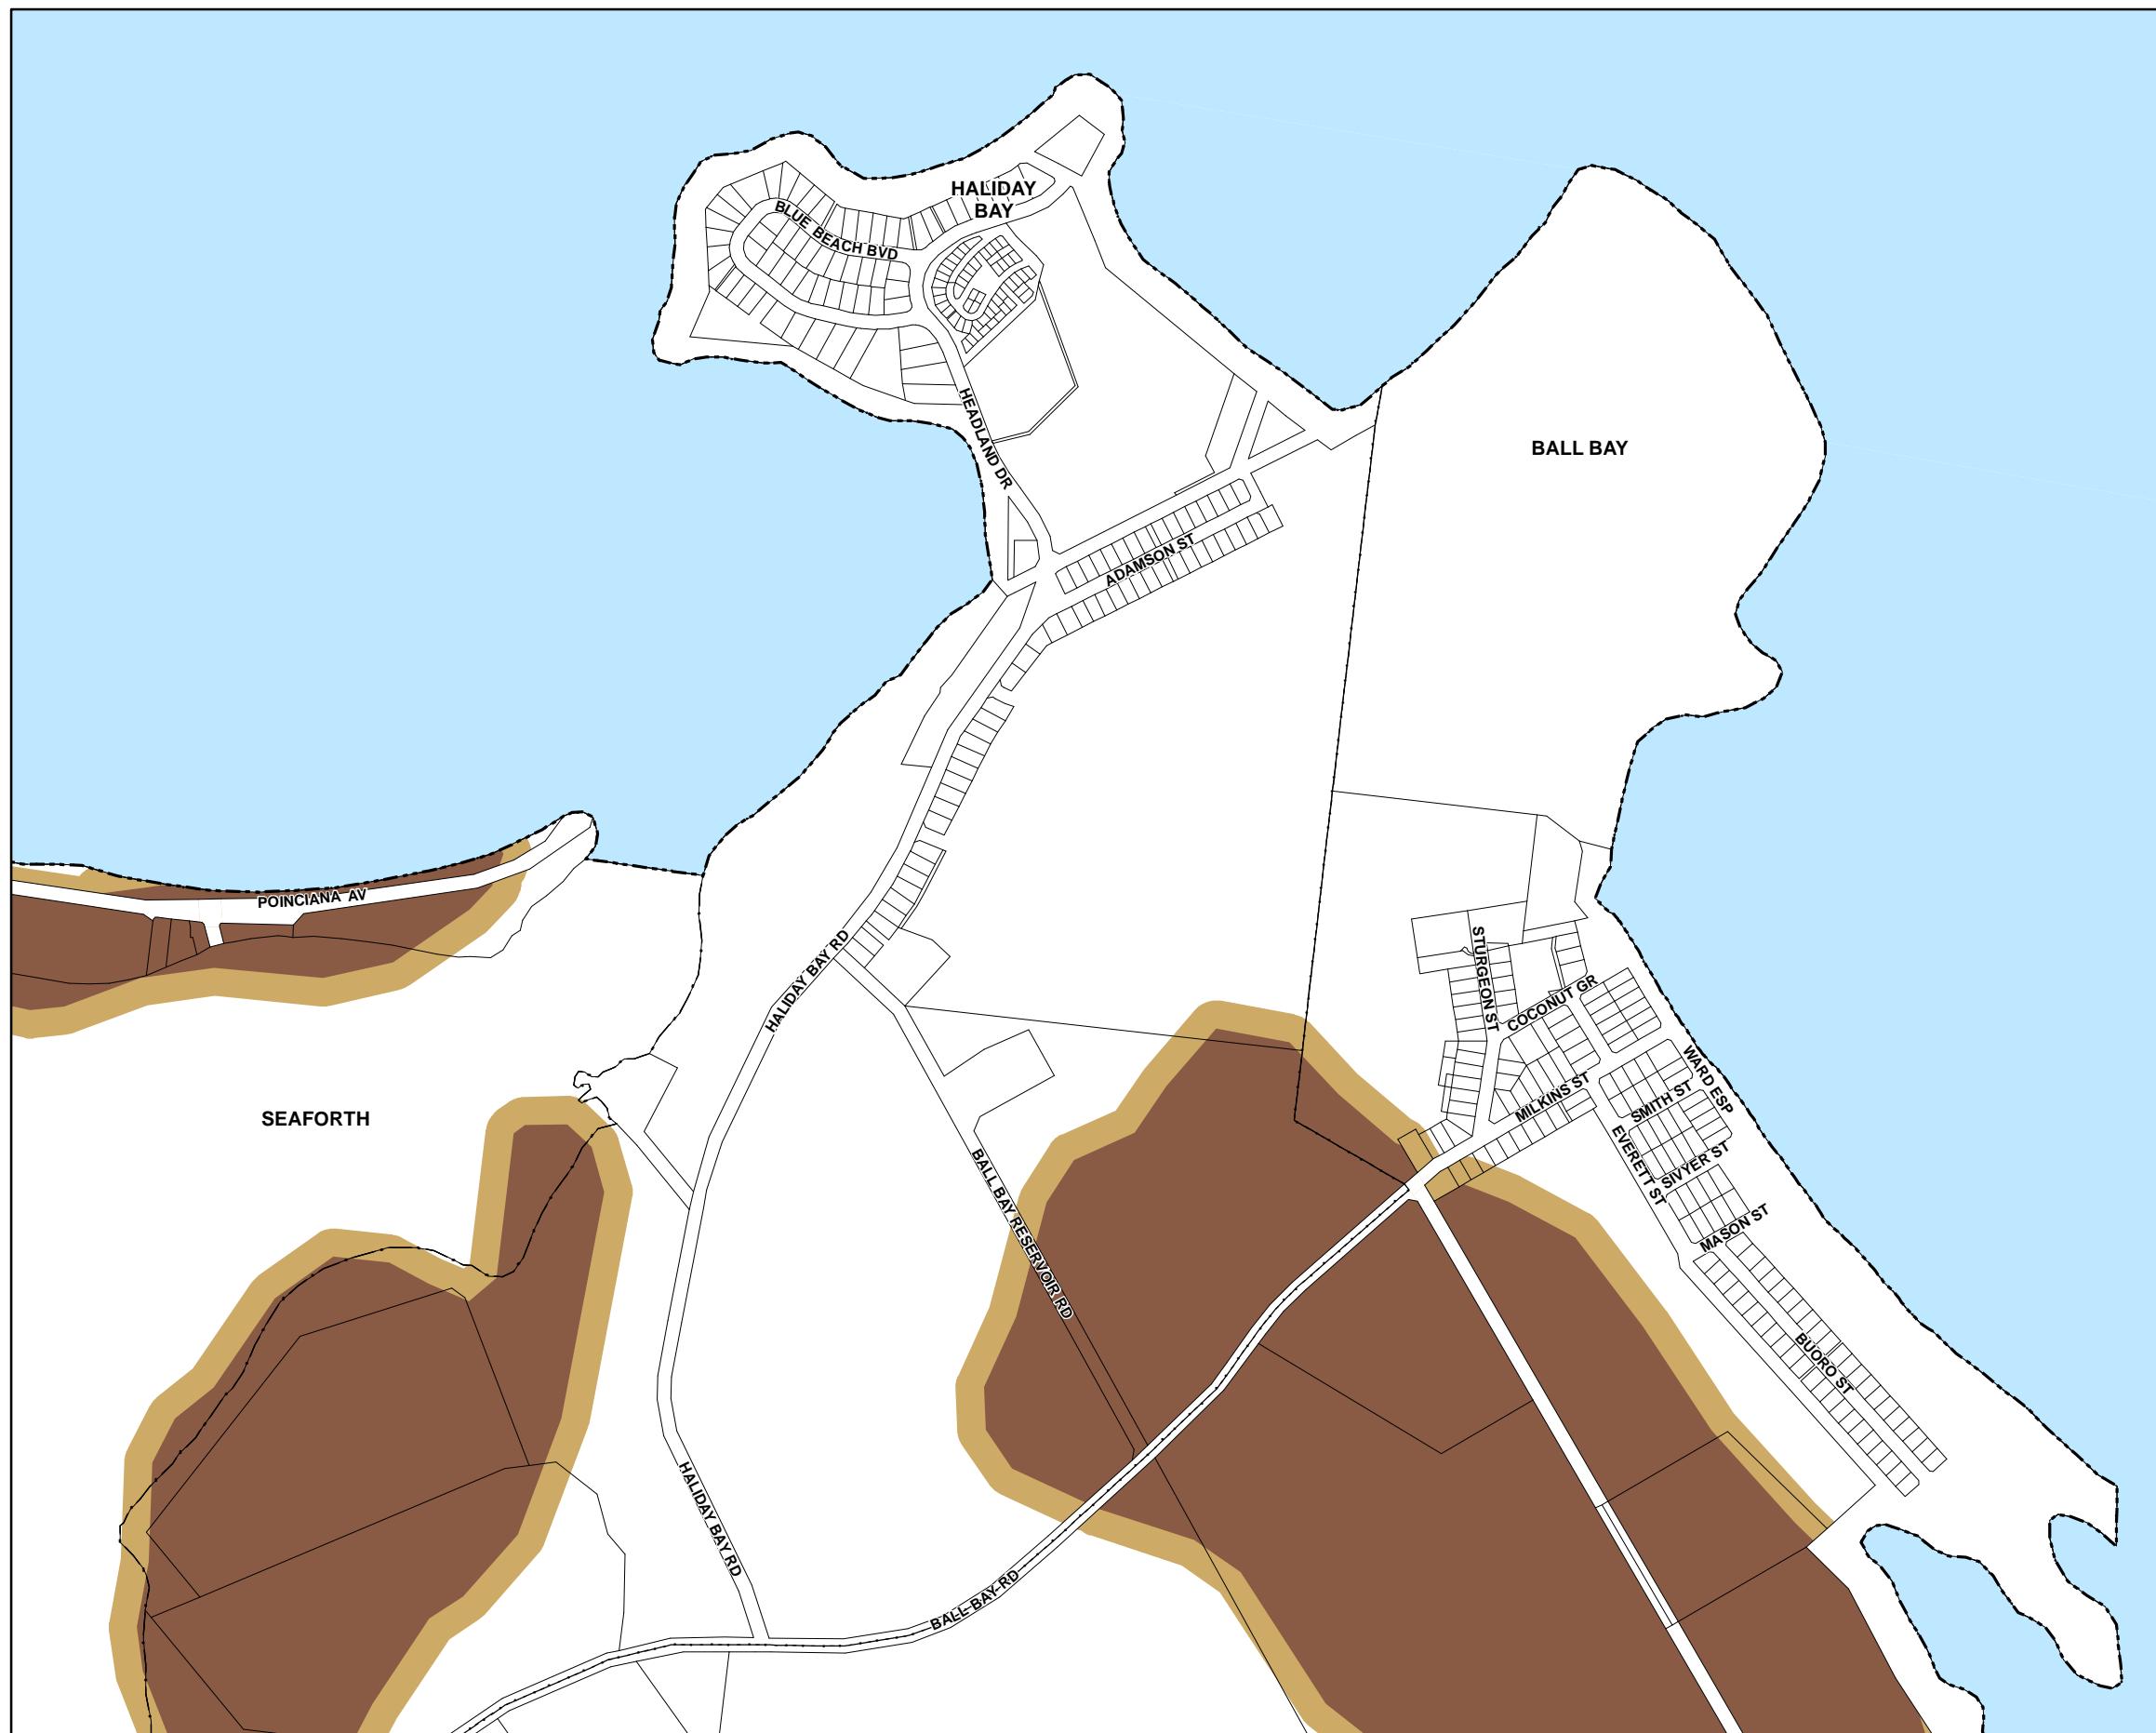 HALIDAY
BAY
BLUE BEACH BVD
HEADLAND DR
BALL BAY
ADAMSON ST
POINCIANA AV
HALIDAY BAY RD
STURGEON ST
COCONUT GR
WARD ESP
MILKINS ST
SMITH ST
SEAFORTH
EVERETT ST
SIVYER ST
BALL BAY RESERVOIR RD
MASON ST
BUORO ST
HALIDAY BAY RD
BALL BAY RD